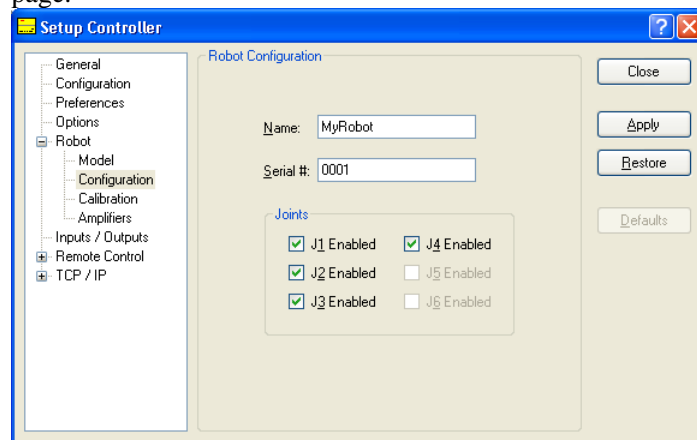 page.
Setup Controller
General
Configuration
Preferences
Options
Robot
Model
Configuration
Calibration
Amplifiers
Inputs / Outputs
Remote Control
TCP / IP
Robot Configuration
Name: MyRobot
Serial #: 0001
Joints
J1 Enabled J4 Enabled
J2 Enabled J5 Enabled
J3 Enabled J6 Enabled
Close
Apply
Restore
Defaults